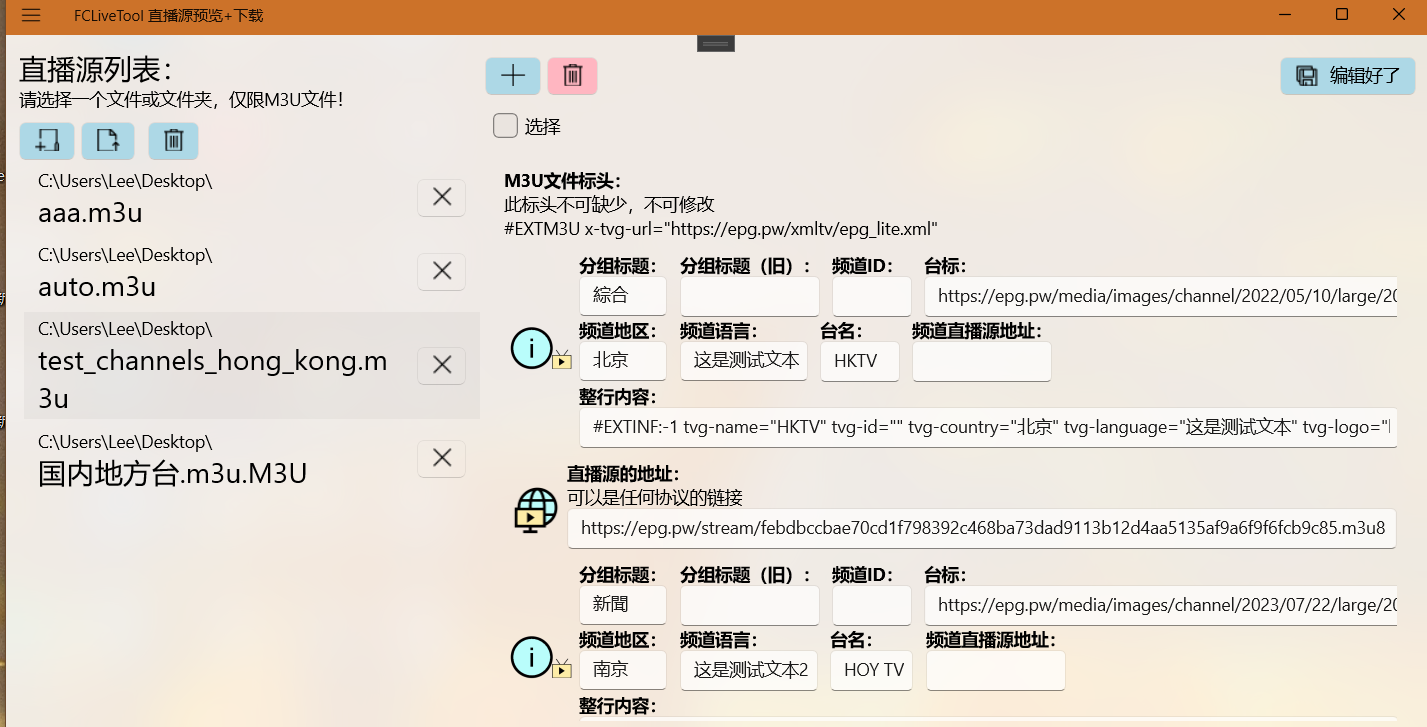 FCLiveTool 直播源预览+下载
直播源列表：
请选择一个文件或文件夹，仅限M3U文件！
C:\Users\Lee\Desktop\
aaa.m3u
C:\Users\Lee\Desktop\
auto.m3u
C:\Users\Lee\Desktop\
test_channels_hong_kong.m
3u
C:\Users\Lee\Desktop\
国内地方台.m3u.M3U
编辑好了
选择
M3U文件标头：
此标头不可缺少，不可修改
#EXTM3U x-tvg-url="https://epg.pw/xmltv/epg_lite.xml"
分组标题： 分组标题（旧）： 频道ID： 台标：
綜合 https://epg.pw/media/images/channel/2022/05/10/large/20
频道地区： 频道语言： 台名： 频道直播源地址：
北京 这是测试文本 HKTV
整行内容：
#EXTINF:-1 tvg-name="HKTV" tvg-id="" tvg-country="北京" tvg-language="这是测试文本" tvg-logo="
直播源的地址：
可以是任何协议的链接
https://epg.pw/stream/febdbccbae70cd1f798392c468ba73dad9113b12d4aa5135af9a6f9f6fcb9c85.m3u8
分组标题： 分组标题（旧）： 频道ID： 台标：
新聞 https://epg.pw/media/images/channel/2023/07/22/large/20
频道地区： 频道语言： 台名： 频道直播源地址：
南京 这是测试文本2 HOY TV
整行内容：